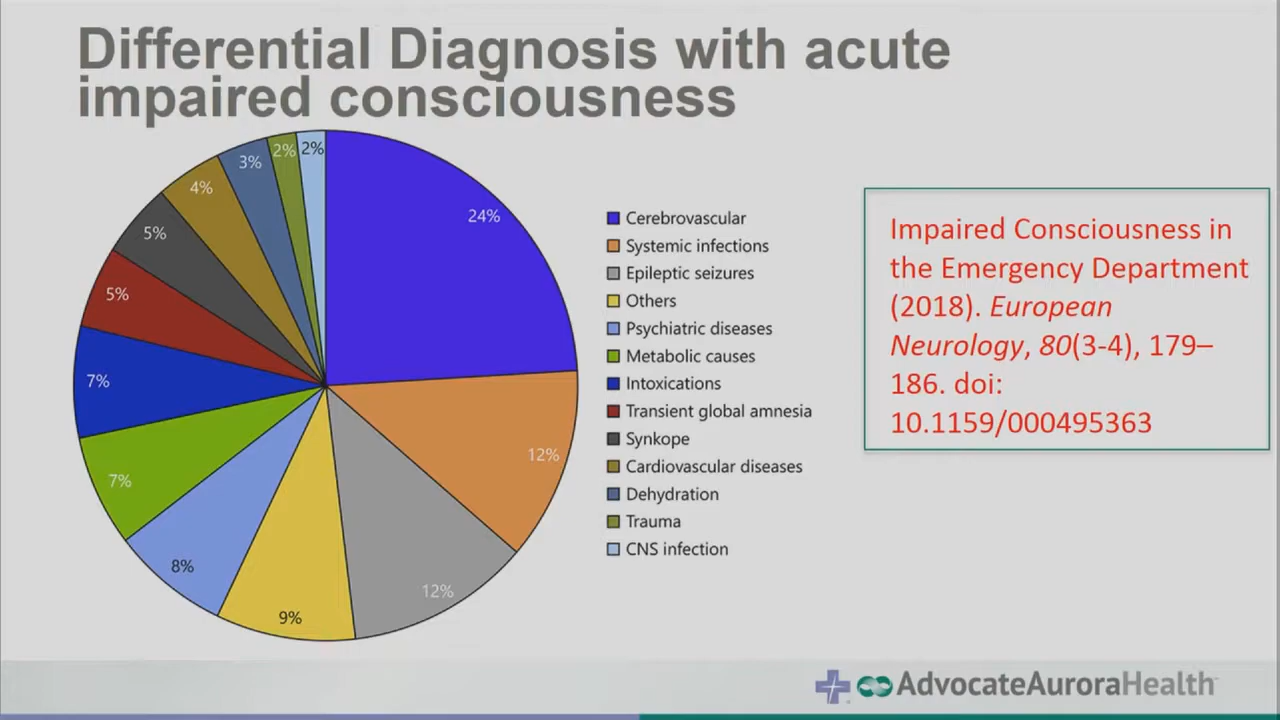 Differential Diagnosis with acute
impaired consciousness
2%
2%
3%
4%
5%
5%
7%
7%
8%
9%
12%
12%
24%
Cerebrovascular
Systemic infections
Epileptic seizures
Others
Psychiatric diseases
Metabolic causes
Intoxications
Transient global amnesia
Synkope
Cardiovascular diseases
Dehydration
Trauma
CNS infection
Impaired Consciousness in
the Emergency Department
(2018). European
Neurology, 80(3-4), 179–
186. doi:
10.1159/000495363
AdvocateAuroraHealth